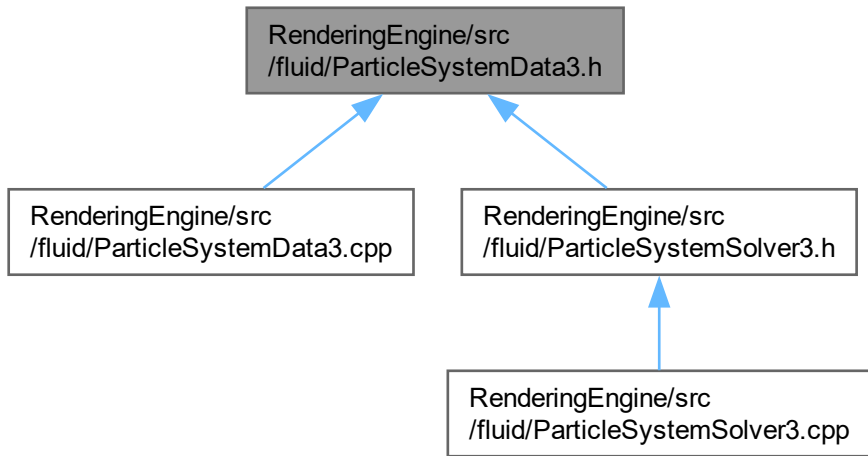 RenderingEngine/src
/fluid/ParticleSystemData3.h
RenderingEngine/src
/fluid/ParticleSystemData3.cpp
RenderingEngine/src
/fluid/ParticleSystemSolver3.h
RenderingEngine/src
/fluid/ParticleSystemSolver3.cpp